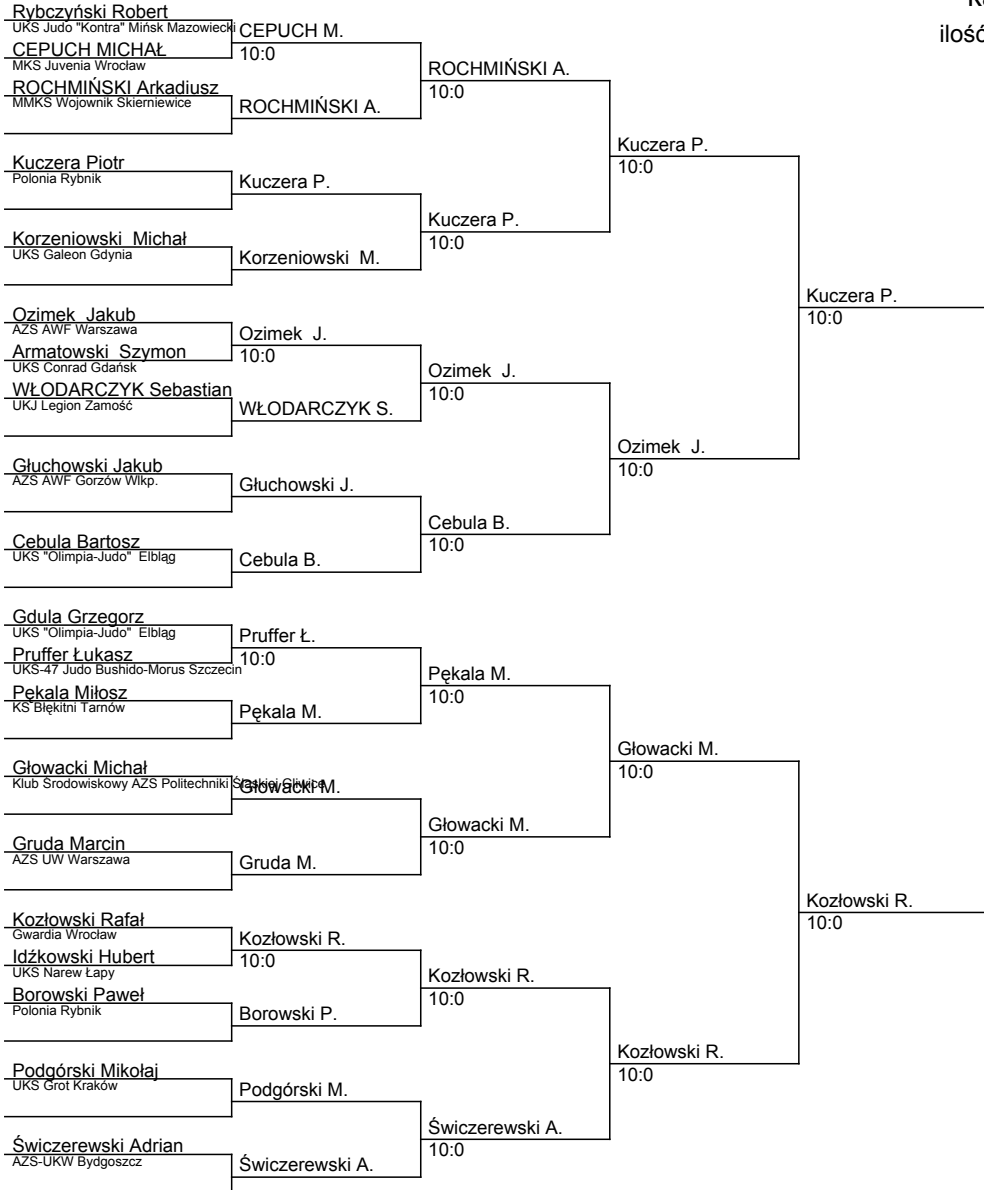 Rybczyński Robert
UKS Judo "Kontra" Mińsk Mazowiecki
CEPUCH M.
10:0
CEPUCH MICHAŁ
MKS Juvenia Wrocław
ROCHMIŃSKI A.
10:0
ROCHMIŃSKI Arkadiusz
MMKS Wojownik Skierniewice
ROCHMIŃSKI A.
Kuczera P.
10:0
Kuczera Piotr
Polonia Rybnik
Kuczera P.
Kuczera P.
10:0
Korzeniowski Michał
UKS Galeon Gdynia
Korzeniowski M.
Kuczera P.
10:0
Ozimek Jakub
AZS AWF Warszawa
Ozimek J.
10:0
Armatowski Szymon
UKS Conrad Gdańsk
Ozimek J.
10:0
WŁODARCZYK Sebastian
UKJ Legion Zamość
WŁODARCZYK S.
Ozimek J.
10:0
Głuchowski Jakub
AZS AWF Gorzów Wlkp.
Głuchowski J.
Cebula B.
10:0
Cebula Bartosz
UKS "Olimpia-Judo" Elbląg
Cebula B.
Gdula Grzegorz
UKS "Olimpia-Judo" Elbląg
Pruffer Ł.
10:0
Pruffer Łukasz
UKS-47 Judo Bushido-Morus Szczecin
Pękala M.
10:0
Pękala Miłosz
KS Błękitni Tarnów
Pękala M.
Głowacki M.
10:0
Głowacki Michał
Klub Środowiskowy AZS Politechniki Śląskiej Gliwice
Głowacki M.
Głowacki M.
10:0
Gruda Marcin
AZS UW Warszawa
Gruda M.
Kozłowski R.
10:0
Kozłowski Rafał
Gwardia Wrocław
Kozłowski R.
10:0
Idźkowski Hubert
UKS Narew Łapy
Kozłowski R.
10:0
Borowski Paweł
Polonia Rybnik
Borowski P.
Kozłowski R.
10:0
Podgórski Mikołaj
UKS Grot Kraków
Podgórski M.
Świczerewski A.
10:0
Świczerewski Adrian
AZS-UKW Bydgoszcz
Świczerewski A.
ilość